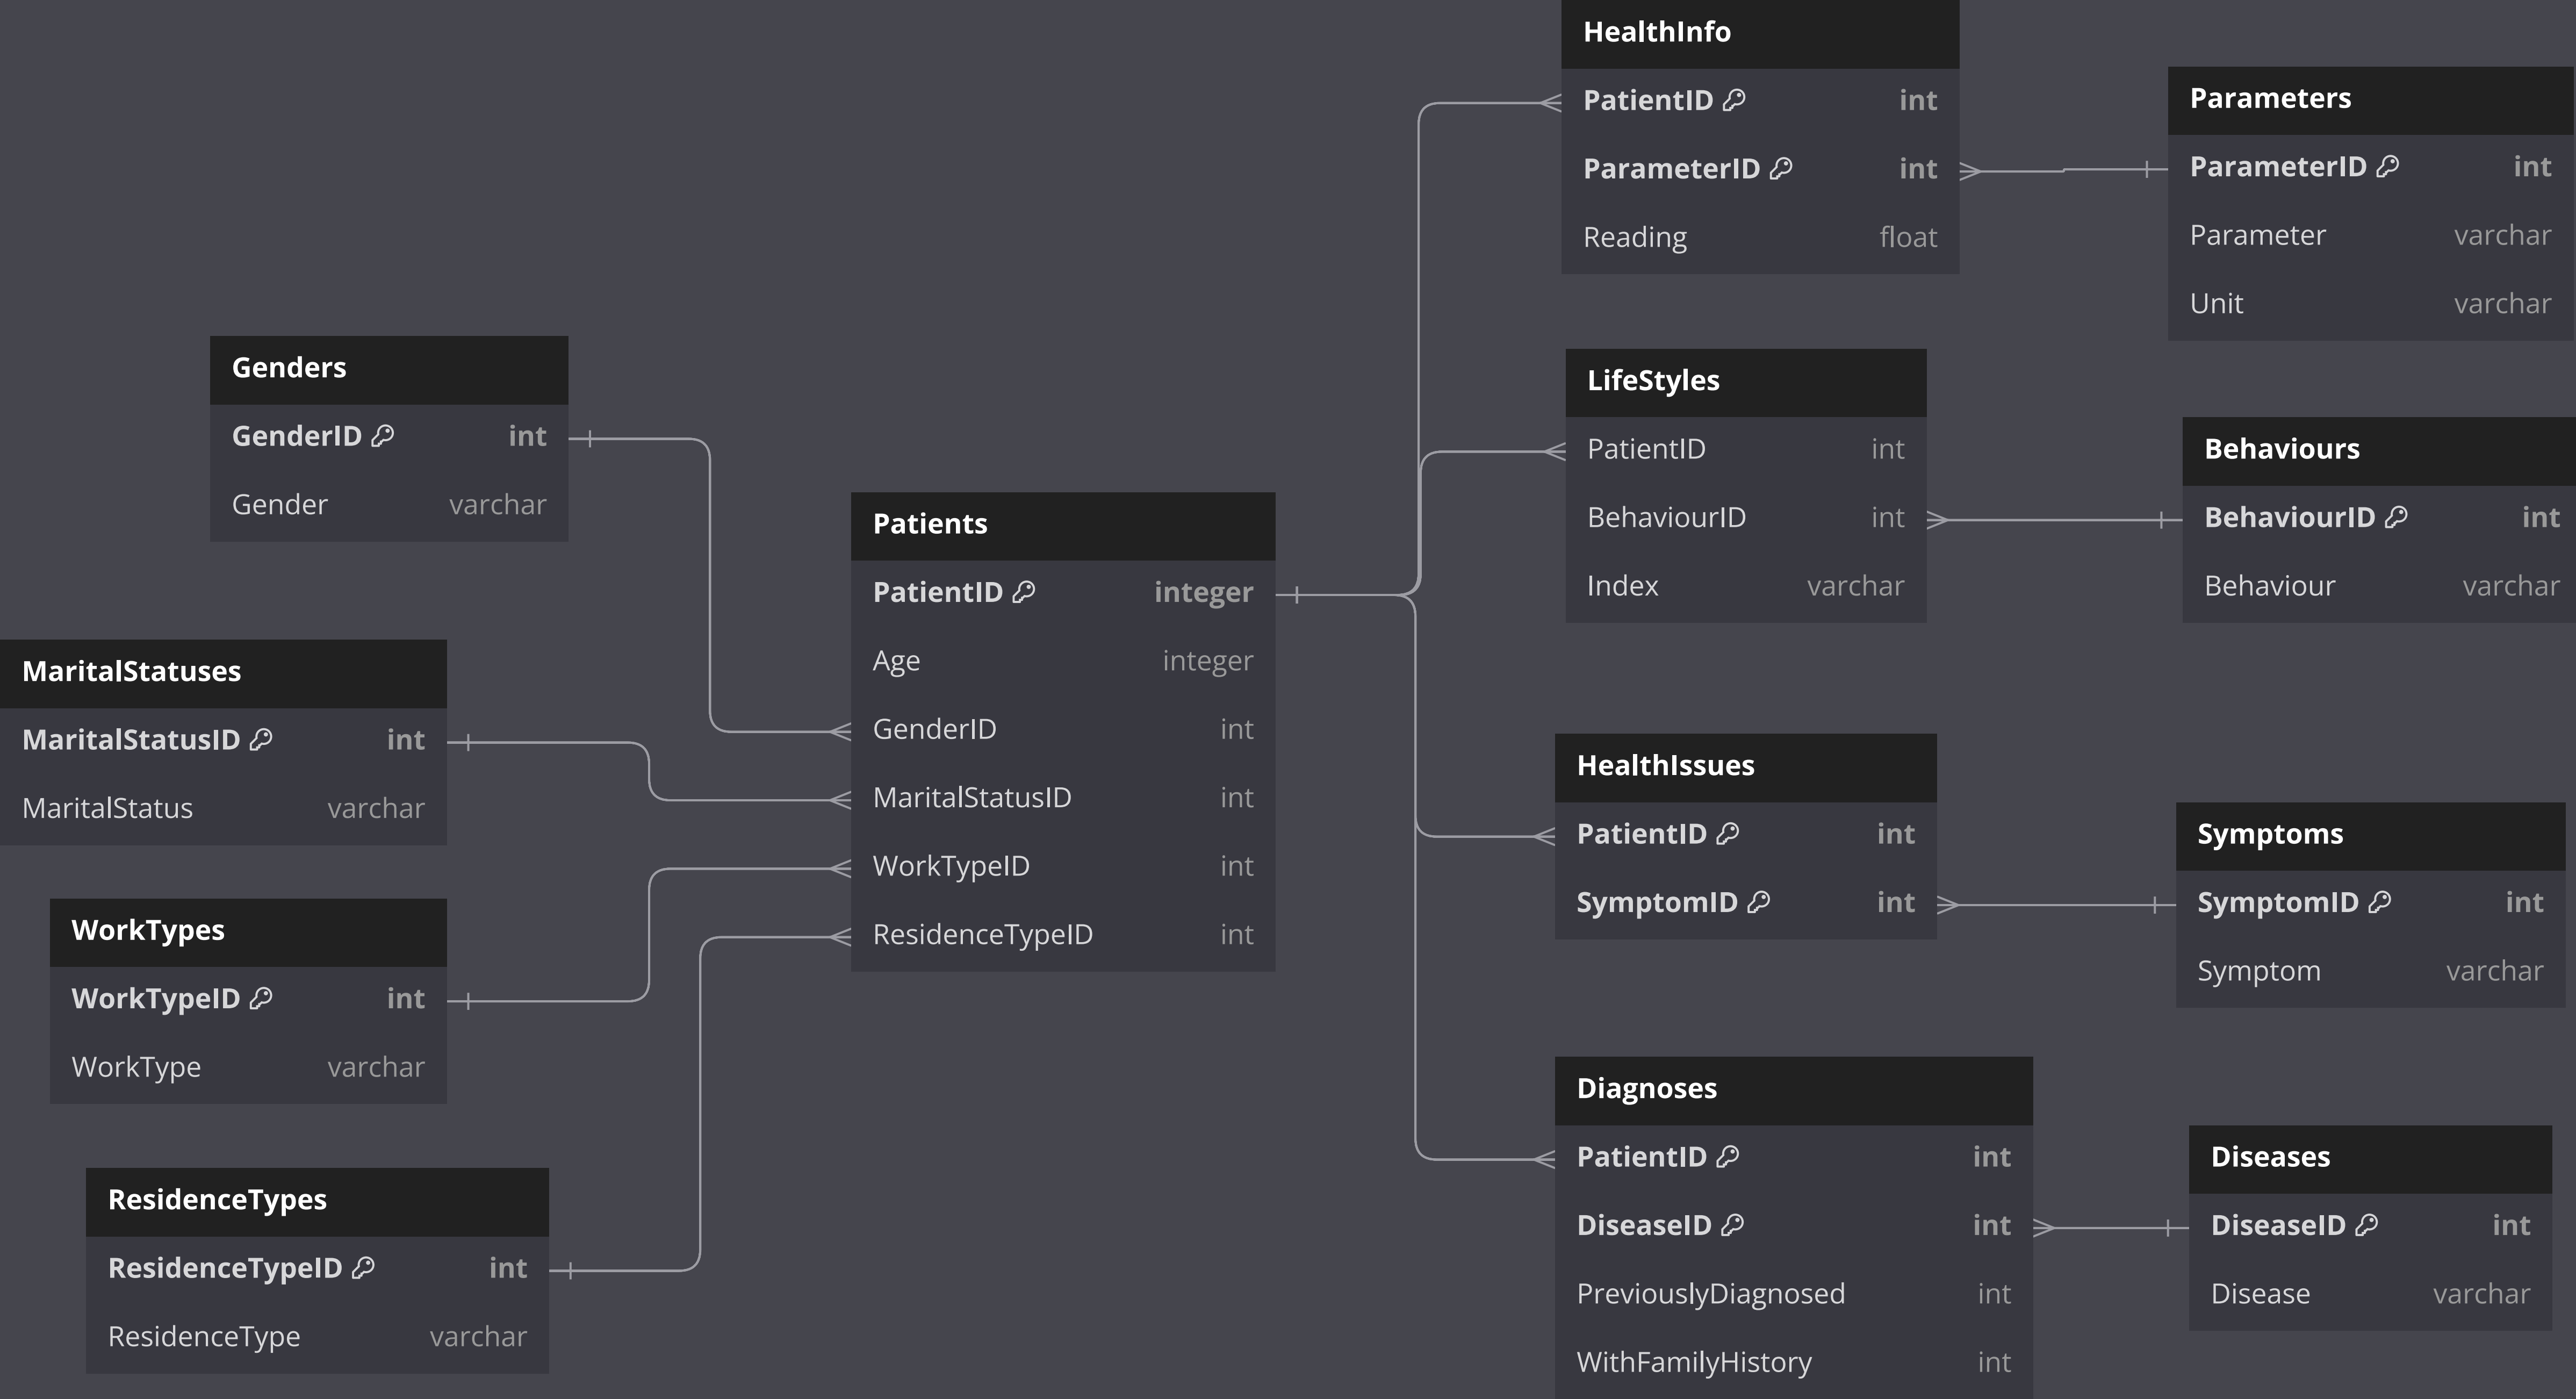 HealthInfo
PatientID int
ParameterID int
Reading float
Parameters
ParameterID int
Parameter varchar
Unit varchar
Genders
GenderID int
Gender varchar
LifeStyles
PatientID int
BehaviourID int
Index varchar
Behaviours
BehaviourID int
Behaviour varchar
Patients
PatientID integer
Age integer
GenderID int
MaritalStatusID int
WorkTypeID int
ResidenceTypeID int
MaritalStatuses
MaritalStatusID int
MaritalStatus varchar
HealthIssues
PatientID int
SymptomID int
Symptoms
SymptomID int
Symptom varchar
WorkTypes
WorkTypeID int
WorkType varchar
Diagnoses
PatientID int
DiseaseID int
PreviouslyDiagnosed int
WithFamilyHistory int
Diseases
DiseaseID int
Disease varchar
ResidenceTypes
ResidenceTypeID int
ResidenceType varchar